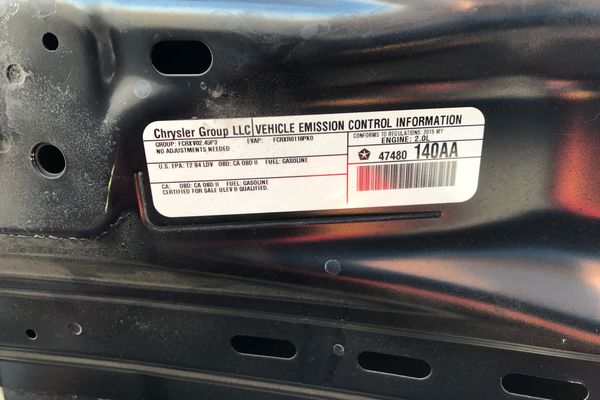 Chrysler Group LLC VEHICLE EMISSION CONTROL INFORMATION
GROUP: FCRXV02.45P3 EVAP: FCRXR0116PK0
NO ADJUSTMENTS NEEDED.
CONFORMS TO REGULATIONS: 2015 MY
ENGINE: 2.0L
U.S. EPA: T2 B4 LDV OBD: CA OBD II FUEL: GASOLINE
47480 140AA
CA: OBD: CA OBD II FUEL: GASOLINE
CERTIFIED FOR SALE ULEV II QUALIFIED.